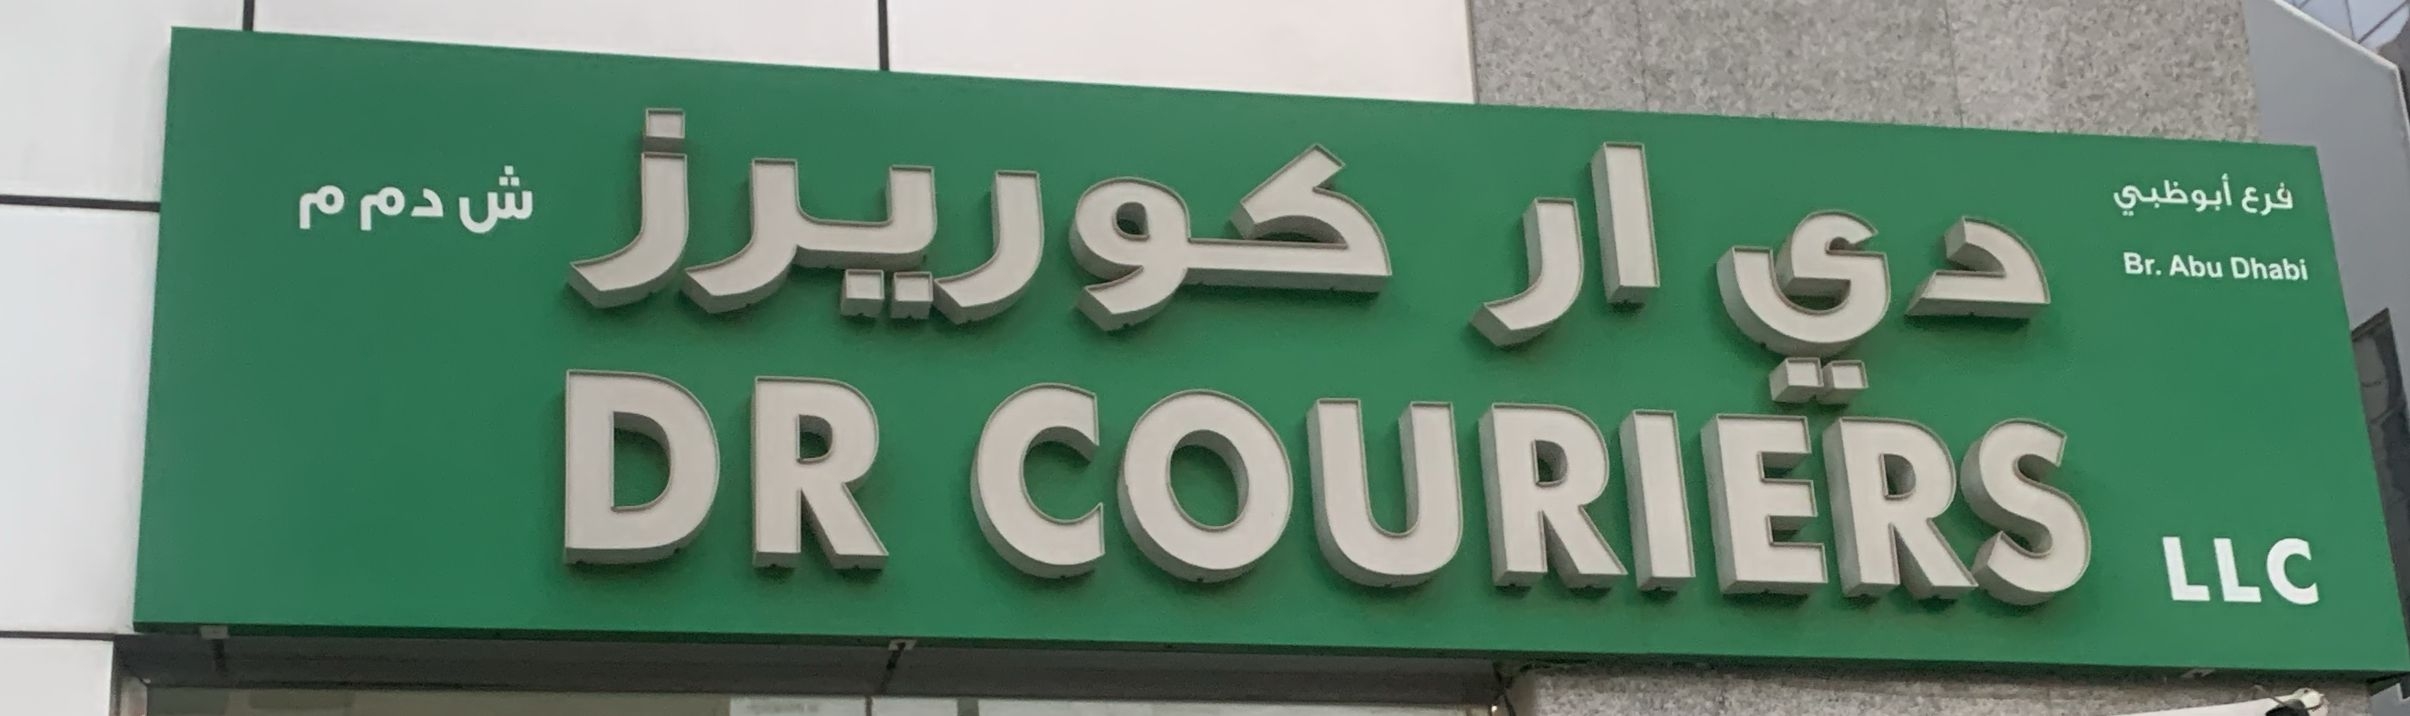 فرع أبوظبي
Br. Abu Dhabi
دي ار كوريرز ش د م م
DR COURIERS LLC